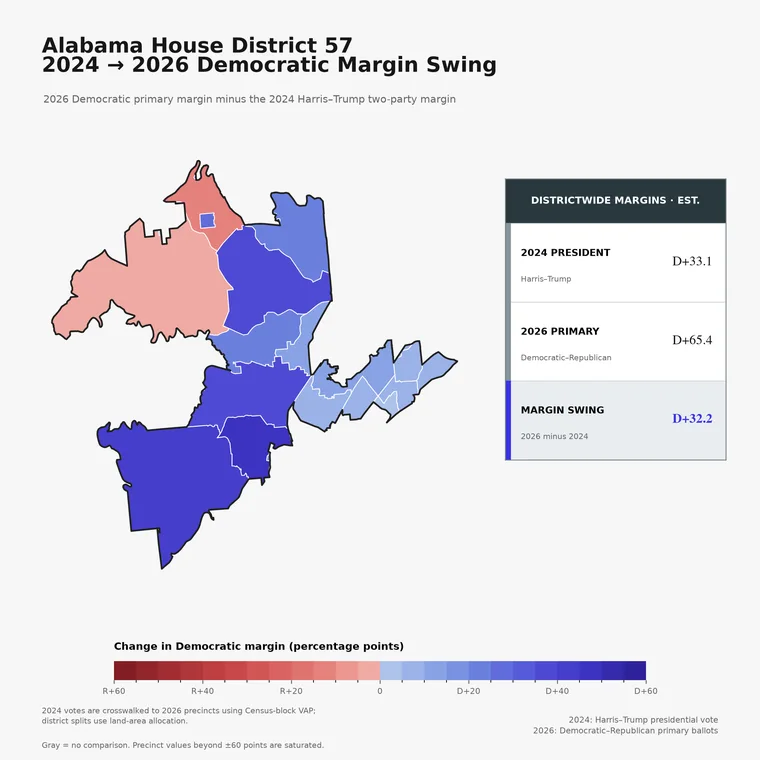 Alabama House District 57
2024 → 2026 Democratic Margin Swing
2026 Democratic primary margin minus the 2024 Harris–Trump two-party margin
DISTRICTWIDE MARGINS · EST.
2024 PRESIDENT
D+33.1
Harris–Trump
2026 PRIMARY
D+65.4
Democratic–Republican
MARGIN SWING
D+32.2
2026 minus 2024
Change in Democratic margin (percentage points)
R+60 R+40 R+20 0 D+20 D+40 D+60
2024 votes are crosswalked to 2026 precincts using Census-block VAP;
district splits use land-area allocation.
2024: Harris–Trump presidential vote
2026: Democratic–Republican primary ballots
Gray = no comparison. Precinct values beyond ±60 points are saturated.